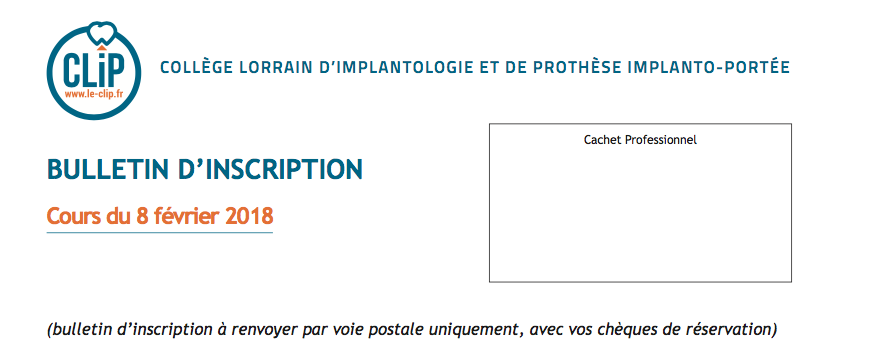 CLiP
www.le-clip.fr
COLLÈGE LORRAIN D’IMPLANTOLOGIE ET DE PROTHÈSE IMPLANTO-PORTÉE
Cachet Professionnel
BULLETIN D’INSCRIPTION
Cours du 8 février 2018
(bulletin d’inscription à renvoyer par voie postale uniquement, avec vos chèques de réservation)